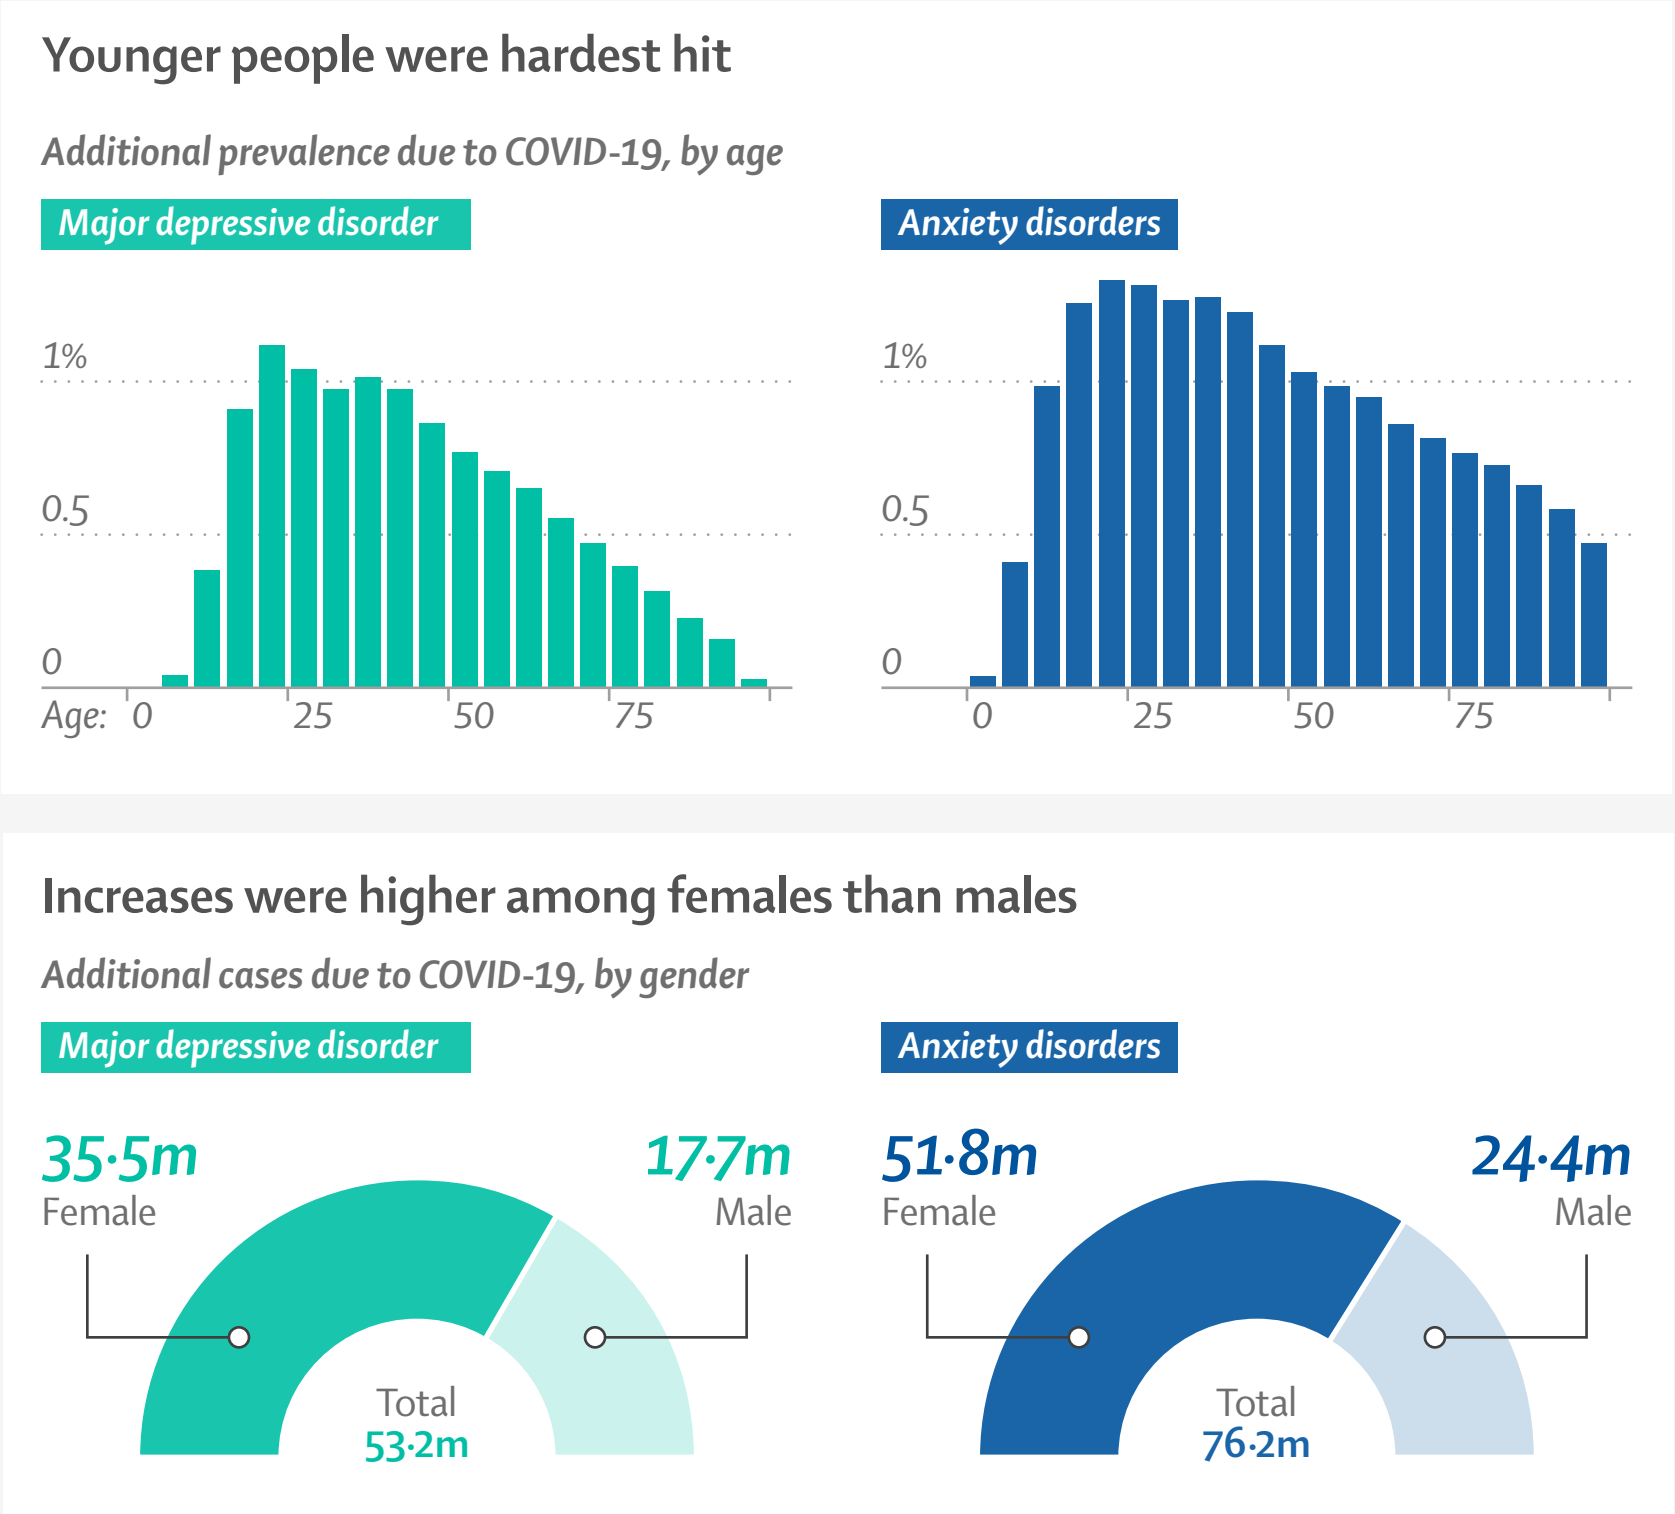 Younger people were hardest hit
Additional prevalence due to COVID-19, by age
Major depressive disorder
1%
0.5
0
Age: 0 25 50 75
Anxiety disorders
1%
0.5
0
0 25 50 75
Increases were higher among females than males
Additional cases due to COVID-19, by gender
Major depressive disorder
35·5m
Female
17·7m
Male
Total
53·2m
Anxiety disorders
51·8m
Female
24·4m
Male
Total
76·2m